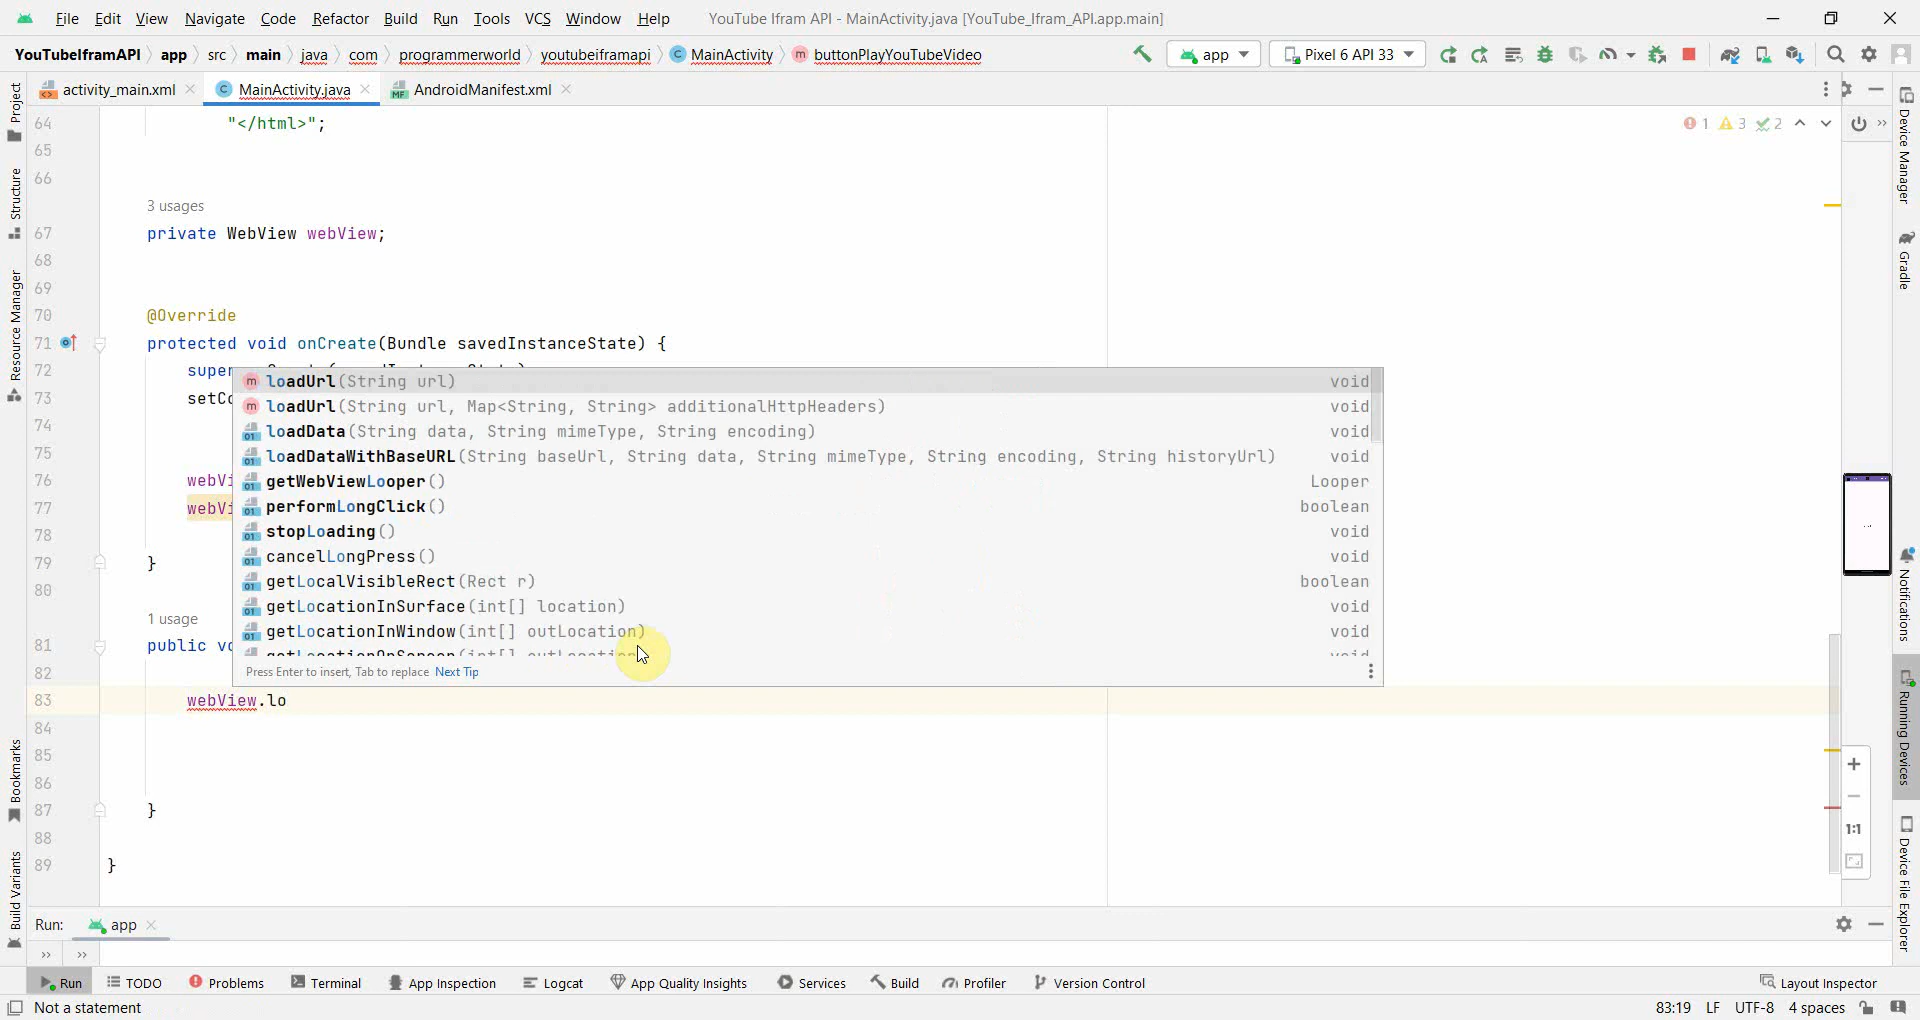 File Edit View Navigate Code Refactor Build Run Tools VCS Window Help YouTube Ifram API - MainActivity.java [YouTube_Ifram_API.app.main]
YouTubeIframAPI app src main java com programmerworld youtubeiframapi C MainActivity m buttonPlayYouTubeVideo app Pixel 6 API 33
activity_main.xml C MainActivity.java MF AndroidManifest.xml
64 "</html>"; 1 3 2
65
66
3 usages
67 private WebView webView;
68
69
70 @Override
71 protected void onCreate(Bundle savedInstanceState) {
72 super
73 setCo
74
75
76 webVi
77 webVi
78
79 }
80
1 usage
81 public vo
82
83 webView.lo
84
85
86
87 }
88
89 }
m loadUrl(String url) void
m loadUrl(String url, Map<String, String> additionalHttpHeaders) void
loadData(String data, String mimeType, String encoding) void
loadDataWithBaseURL(String baseUrl, String data, String mimeType, String encoding, String historyUrl) void
getWebViewLooper() Looper
performLongClick() boolean
stopLoading() void
cancelLongPress() void
getLocalVisibleRect(Rect r) boolean
getLocationInSurface(int[] location) void
getLocationInWindow(int[] outLocation) void
Press Enter to insert, Tab to replace Next Tip
Project
Structure
Resource Manager
Bookmarks
Build Variants
Device Manager
Gradle
Notifications
Running Devices
Device File Explorer
1:1
Run: app
Run TODO Problems Terminal App Inspection Logcat App Quality Insights Services Build Profiler Version Control Layout Inspector
Not a statement 83:19 LF UTF-8 4 spaces